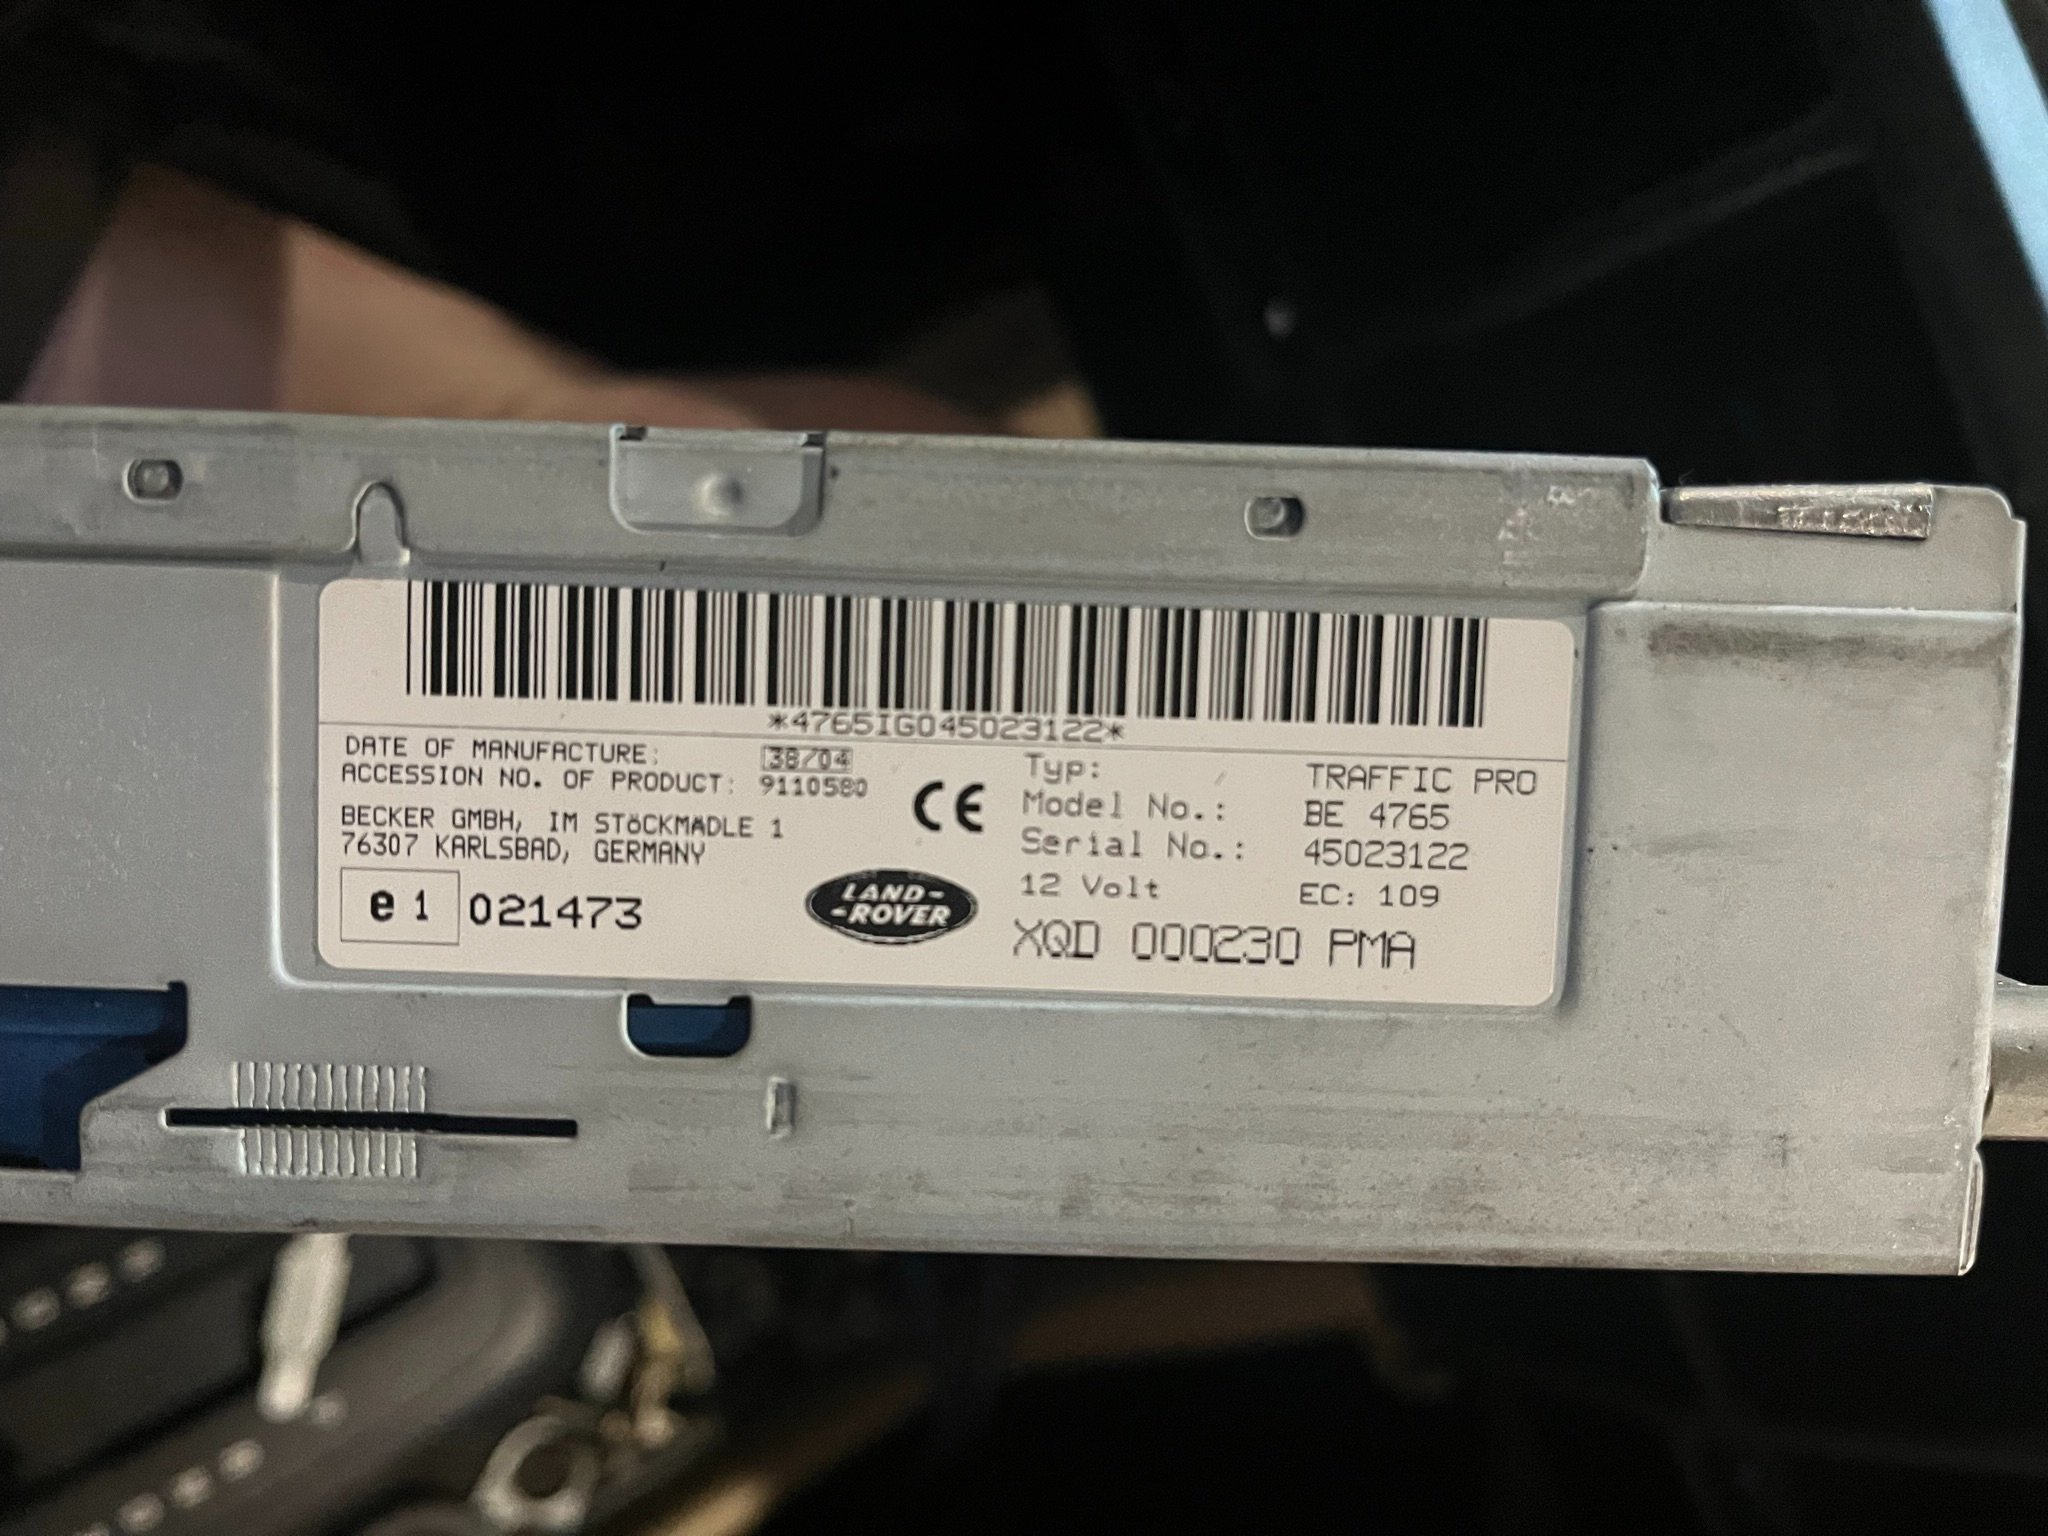 *4765IG045023122*
DATE OF MANUFACTURE: 38/04
ACCESSION NO. OF PRODUCT: 9110580
BECKER GMBH, IM STÖCKMÄDLE 1
76307 KARLSBAD, GERMANY
e1 021473
CE
LAND-
-ROVER
Typ: TRAFFIC PRO
Model No.: BE 4765
Serial No.: 45023122
12 Volt EC: 109
XQD 000230 PMA